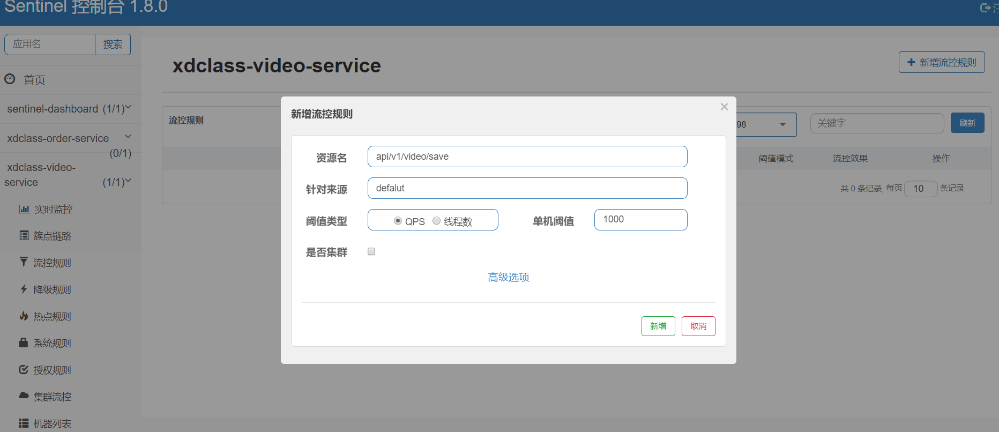 Sentinel 控制台 1.8.0
应用名
搜索
首页
sentinel-dashboard (1/1)
xdclass-order-service
(0/1)
xdclass-video-
service (1/1)
实时监控
簇点链路
流控规则
降级规则
热点规则
系统规则
授权规则
集群流控
机器列表
xdclass-video-service
新增流控规则
流控规则
98
关键字
刷新
阈值模式
流控效果
操作
共 0 条记录, 每页 10 条记录
新增流控规则
×
资源名
api/v1/video/save
针对来源
defalut
阈值类型
QPS
线程数
单机阈值
1000
是否集群
高级选项
新增
取消